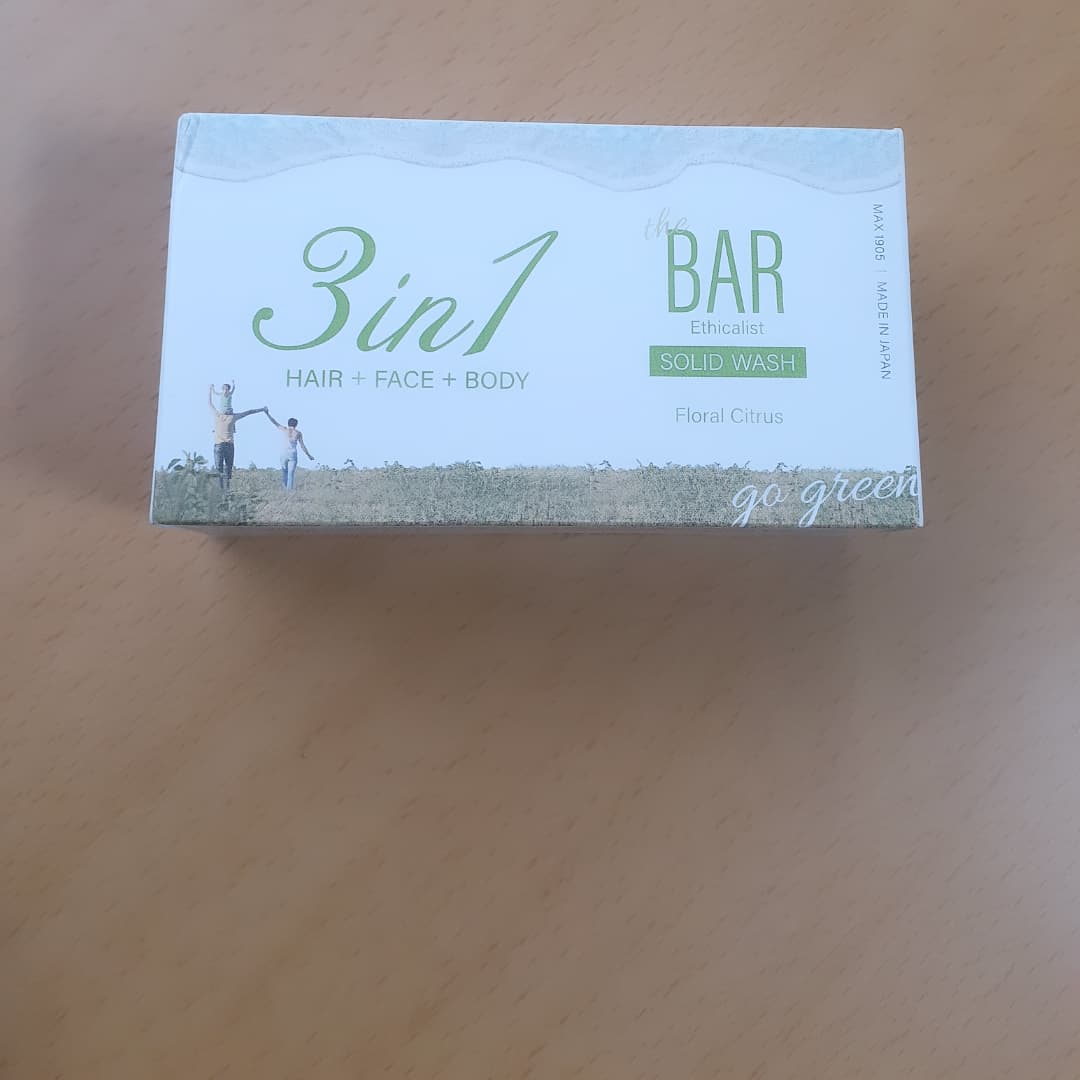 3in1
HAIR + FACE + BODY
the
BAR
Ethicalist
SOLID WASH
Floral Citrus
go green
MAX 1905 | MADE IN JAPAN